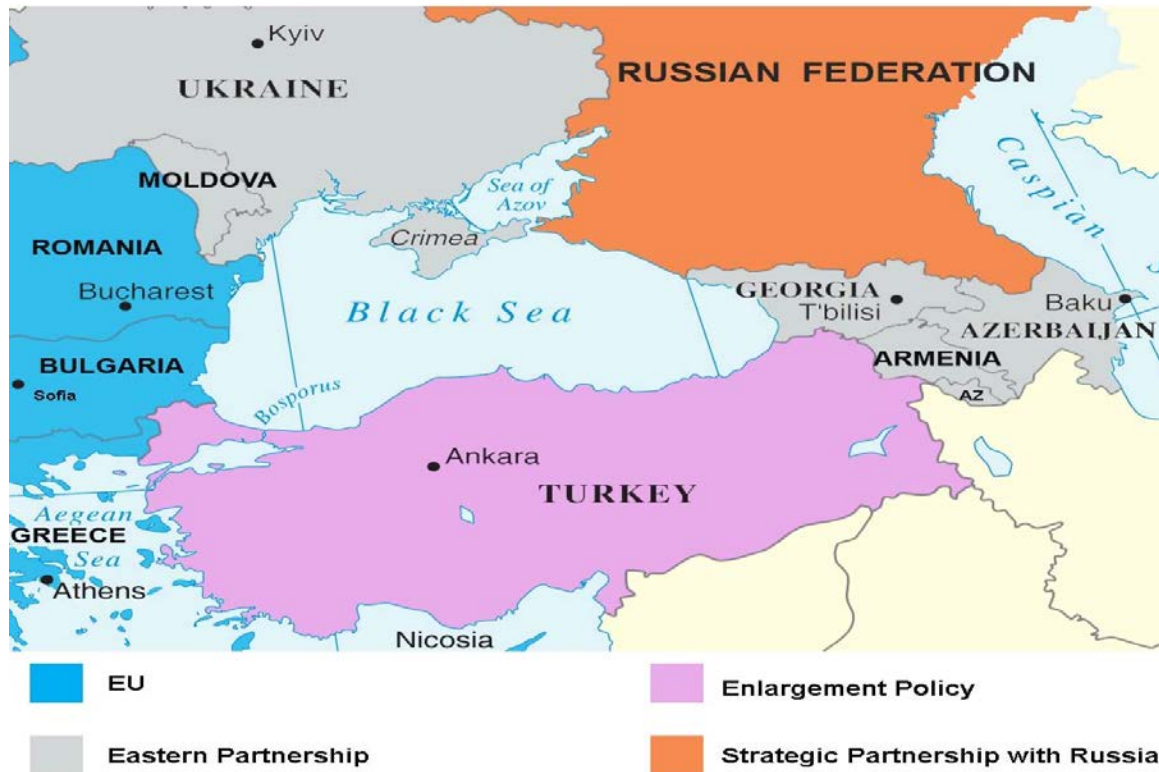 Kyiv
UKRAINE
RUSSIAN FEDERATION
MOLDOVA
Sea of
Azov
Caspian
ROMANIA
Crimea
Bucharest
GEORGIA
T'bilisi
Baku
Black Sea
AZERBAIJAN
BULGARIA
ARMENIA
Sofia
AZ
Bosporus
Ankara
TURKEY
Aegean
GREECE
Sea
Athens
Nicosia
EU
Enlargement Policy
Eastern Partnership
Strategic Partnership with Russia